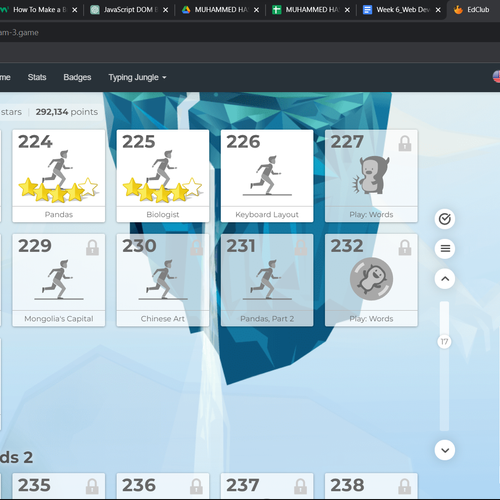 How To Make a B
JavaScript DOM E
MUHAMMED HA
MUHAMMED HA
Week 6_Web Dev
EdClub
am-3.game
me
Stats
Badges
Typing Jungle
stars
292,134 points
224
225
226
227
Pandas
Biologist
Keyboard Layout
Play: Words
229
230
231
232
Mongolia's Capital
Chinese Art
Pandas, Part 2
Play: Words
17
ds 2
235
236
237
238